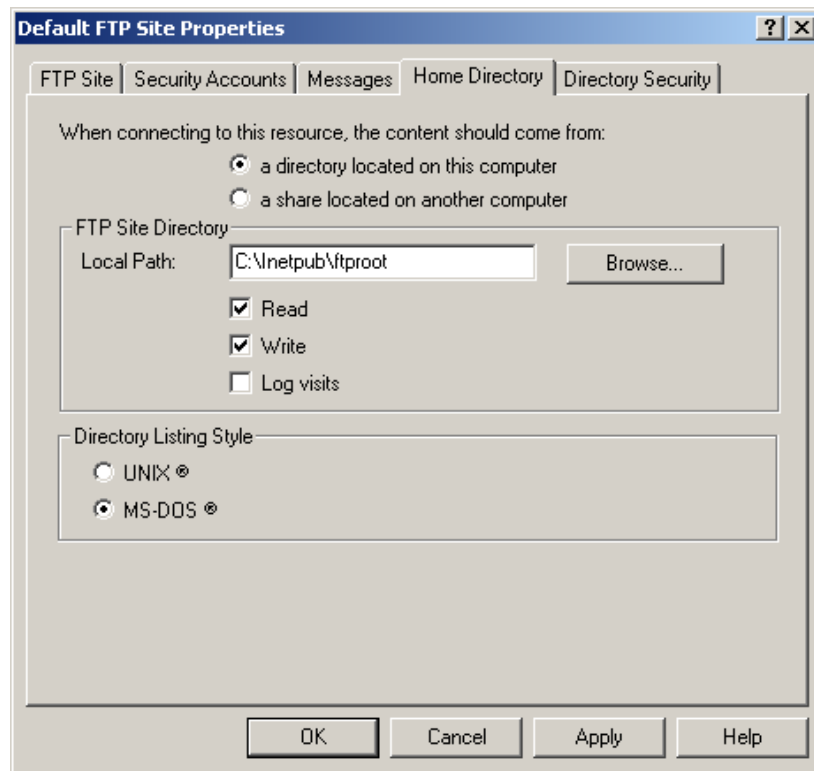 Default FTP Site Properties
FTP Site Security Accounts Messages Home Directory Directory Security
When connecting to this resource, the content should come from:
a directory located on this computer
a share located on another computer
FTP Site Directory
Local Path: C:\Inetpub\ftproot Browse...
Read
Write
Log visits
Directory Listing Style
UNIX ®
MS-DOS ®
OK Cancel Apply Help